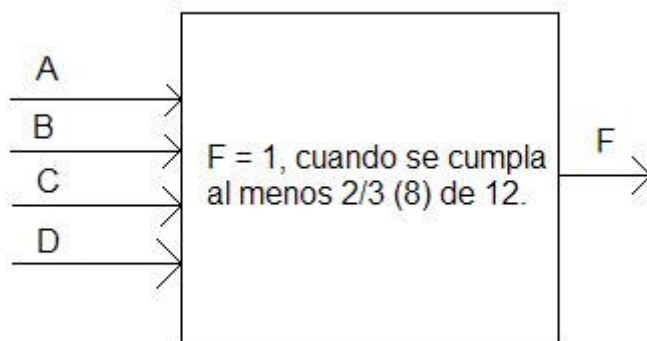 A
B
C
D
F = 1, cuando se cumpla
al menos 2/3 (8) de 12.
F